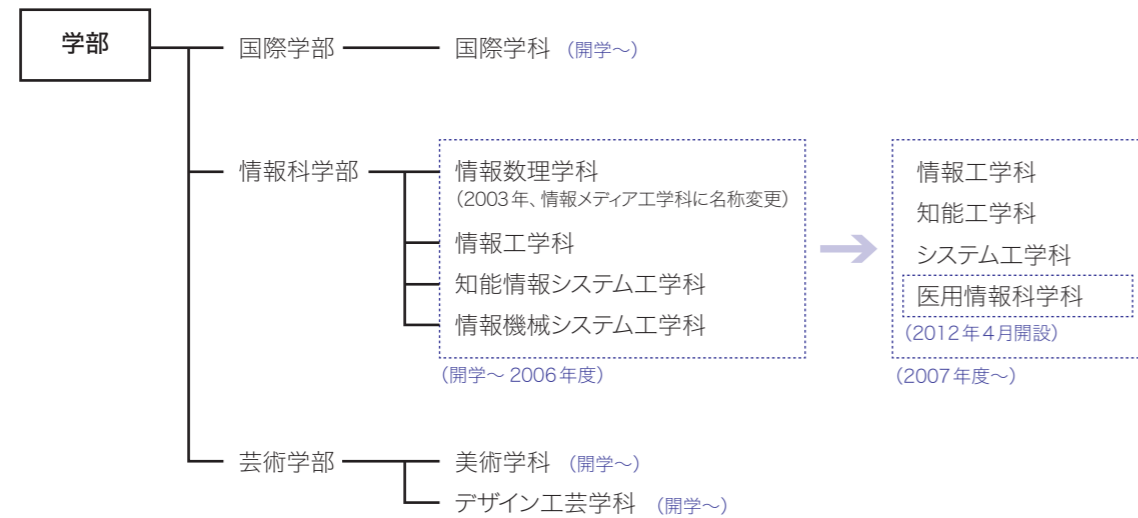 学部
国際学部
国際学科 （開学～）
情報科学部
情報数理学科
（2003年、情報メディア工学科に名称変更）
情報工学科
知能情報システム工学科
情報機械システム工学科
（開学～ 2006年度）
情報工学科
知能工学科
システム工学科
医用情報科学科
（2012年4月開設）
（2007年度～）
芸術学部
美術学科 （開学～）
デザイン工芸学科 （開学～）